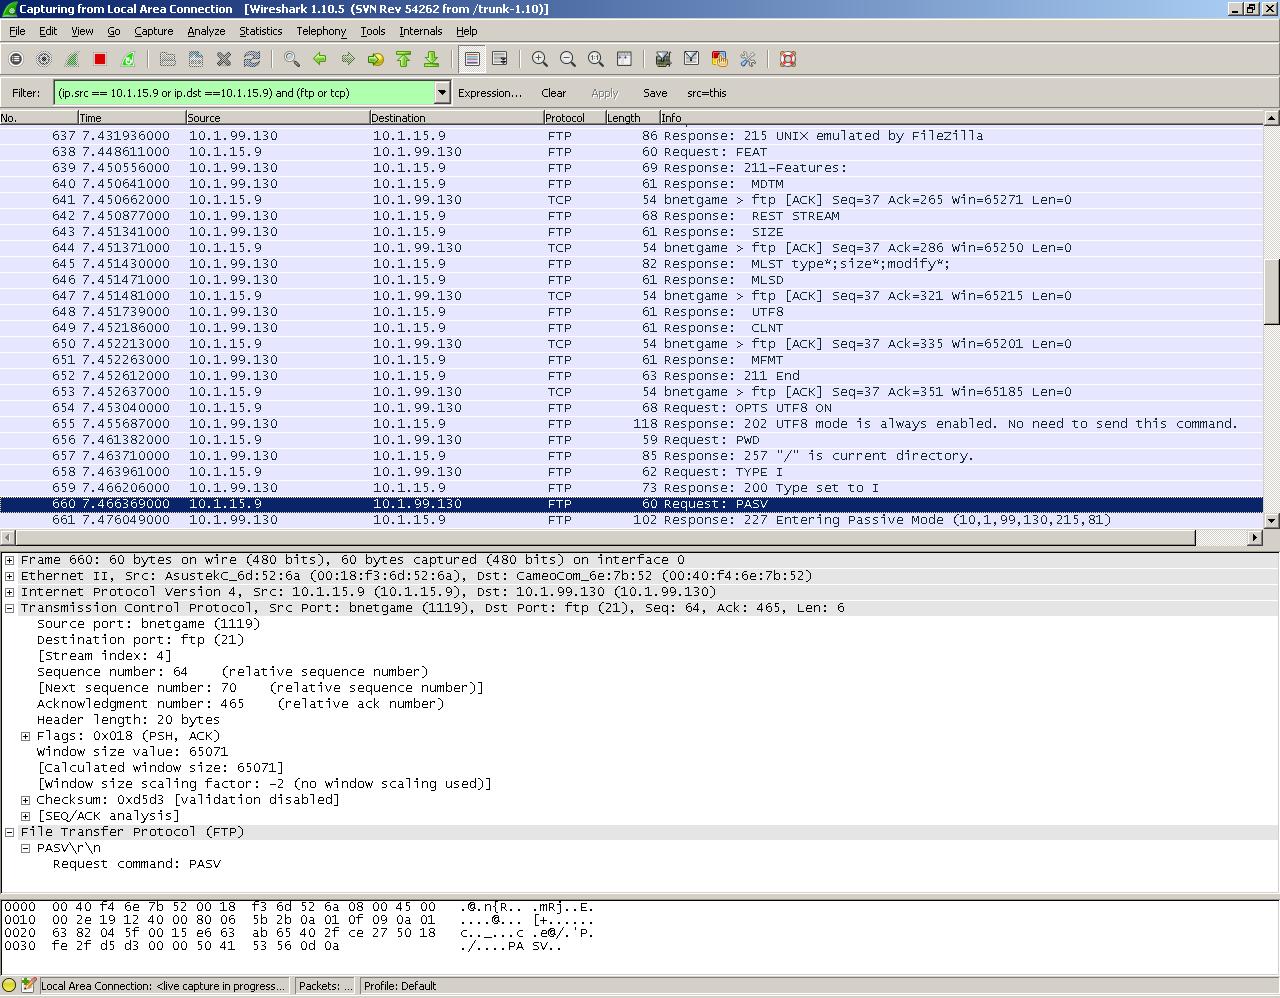 Capturing from Local Area Connection [Wireshark 1.10.5 (SVN Rev 54262 from /trunk-1.10)]
File Edit View Go Capture Analyze Statistics Telephony Tools Internals Help
Filter: (ip.src == 10.1.15.9 or ip.dst ==10.1.15.9) and (ftp or tcp) Expression... Clear Apply Save src=this
No. Time Source Destination Protocol Length Info
637 7.431936000 10.1.99.130 10.1.15.9 FTP 86 Response: 215 UNIX emulated by FileZilla
638 7.448611000 10.1.15.9 10.1.99.130 FTP 60 Request: FEAT
639 7.450556000 10.1.99.130 10.1.15.9 FTP 69 Response: 211-Features:
640 7.450641000 10.1.99.130 10.1.15.9 FTP 61 Response: MDTM
641 7.450662000 10.1.15.9 10.1.99.130 TCP 54 bnetgame > ftp [ACK] Seq=37 Ack=265 Win=65271 Len=0
642 7.450877000 10.1.99.130 10.1.15.9 FTP 68 Response: REST STREAM
643 7.451341000 10.1.99.130 10.1.15.9 FTP 61 Response: SIZE
644 7.451371000 10.1.15.9 10.1.99.130 TCP 54 bnetgame > ftp [ACK] Seq=37 Ack=286 Win=65250 Len=0
645 7.451430000 10.1.99.130 10.1.15.9 FTP 82 Response: MLST type*;size*;modify*;
646 7.451471000 10.1.99.130 10.1.15.9 FTP 61 Response: MLSD
647 7.451481000 10.1.15.9 10.1.99.130 TCP 54 bnetgame > ftp [ACK] Seq=37 Ack=321 Win=65215 Len=0
648 7.451739000 10.1.99.130 10.1.15.9 FTP 61 Response: UTF8
649 7.452186000 10.1.99.130 10.1.15.9 FTP 61 Response: CLNT
650 7.452213000 10.1.15.9 10.1.99.130 TCP 54 bnetgame > ftp [ACK] Seq=37 Ack=335 Win=65201 Len=0
651 7.452263000 10.1.99.130 10.1.15.9 FTP 61 Response: MFMT
652 7.452612000 10.1.99.130 10.1.15.9 FTP 63 Response: 211 End
653 7.452637000 10.1.15.9 10.1.99.130 TCP 54 bnetgame > ftp [ACK] Seq=37 Ack=351 Win=65185 Len=0
654 7.453040000 10.1.15.9 10.1.99.130 FTP 68 Request: OPTS UTF8 ON
655 7.455687000 10.1.99.130 10.1.15.9 FTP 118 Response: 202 UTF8 mode is always enabled. No need to send this command.
656 7.461382000 10.1.15.9 10.1.99.130 FTP 59 Request: PWD
657 7.463710000 10.1.99.130 10.1.15.9 FTP 85 Response: 257 "/" is current directory.
658 7.463961000 10.1.15.9 10.1.99.130 FTP 62 Request: TYPE I
659 7.466206000 10.1.99.130 10.1.15.9 FTP 73 Response: 200 Type set to I
660 7.466369000 10.1.15.9 10.1.99.130 FTP 60 Request: PASV
661 7.476049000 10.1.99.130 10.1.15.9 FTP 102 Response: 227 Entering Passive Mode (10,1,99,130,215,81)
Frame 660: 60 bytes on wire (480 bits), 60 bytes captured (480 bits) on interface 0
Ethernet II, Src: AsustekC_6d:52:6a (00:18:f3:6d:52:6a), Dst: CameoCom_6e:7b:52 (00:40:f4:6e:7b:52)
Internet Protocol Version 4, Src: 10.1.15.9 (10.1.15.9), Dst: 10.1.99.130 (10.1.99.130)
Transmission Control Protocol, Src Port: bnetgame (1119), Dst Port: ftp (21), Seq: 64, Ack: 465, Len: 6
Source port: bnetgame (1119)
Destination port: ftp (21)
[Stream index: 4]
Sequence number: 64 (relative sequence number)
[Next sequence number: 70 (relative sequence number)]
Acknowledgment number: 465 (relative ack number)
Header length: 20 bytes
Flags: 0x018 (PSH, ACK)
Window size value: 65071
[Calculated window size: 65071]
[Window size scaling factor: -2 (no window scaling used)]
Checksum: 0xd5d3 [validation disabled]
[SEQ/ACK analysis]
File Transfer Protocol (FTP)
PASV\r\n
Request command: PASV
0000 00 40 f4 6e 7b 52 00 18 f3 6d 52 6a 08 00 45 00 .@.n{R.. .mRj..E.
0010 00 2e 19 12 40 00 80 06 5b 2b 0a 01 0f 09 0a 01 ....@... [+......
0020 63 82 04 5f 00 15 e6 63 ab 65 40 2f ce 27 50 18 c.._...c .e@/.'P.
0030 fe 2f d5 d3 00 00 50 41 53 56 0d 0a ./....PA SV..
Local Area Connection: <live capture in progress... Packets: ... Profile: Default